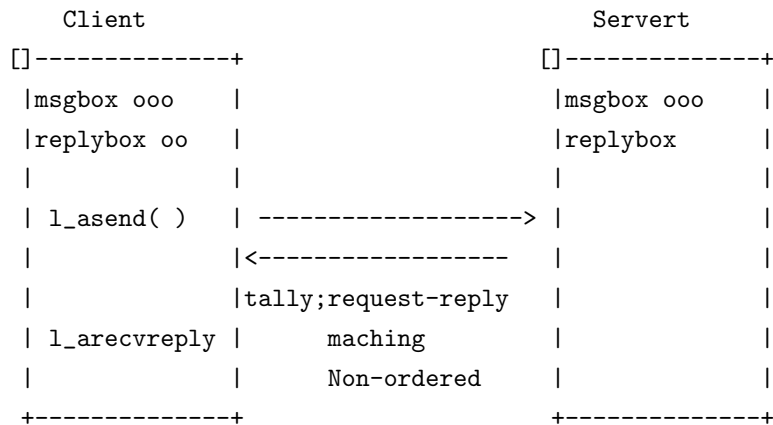 Client Servert
[]--------------+ []--------------+
|msgbox ooo | |msgbox ooo |
|replybox oo | |replybox |
| | | |
| l_asend( ) | -------------------> | |
| |<------------------ | |
| |tally;request-reply | |
| l_arecvreply | maching | |
| | Non-ordered | |
+--------------+ +--------------+